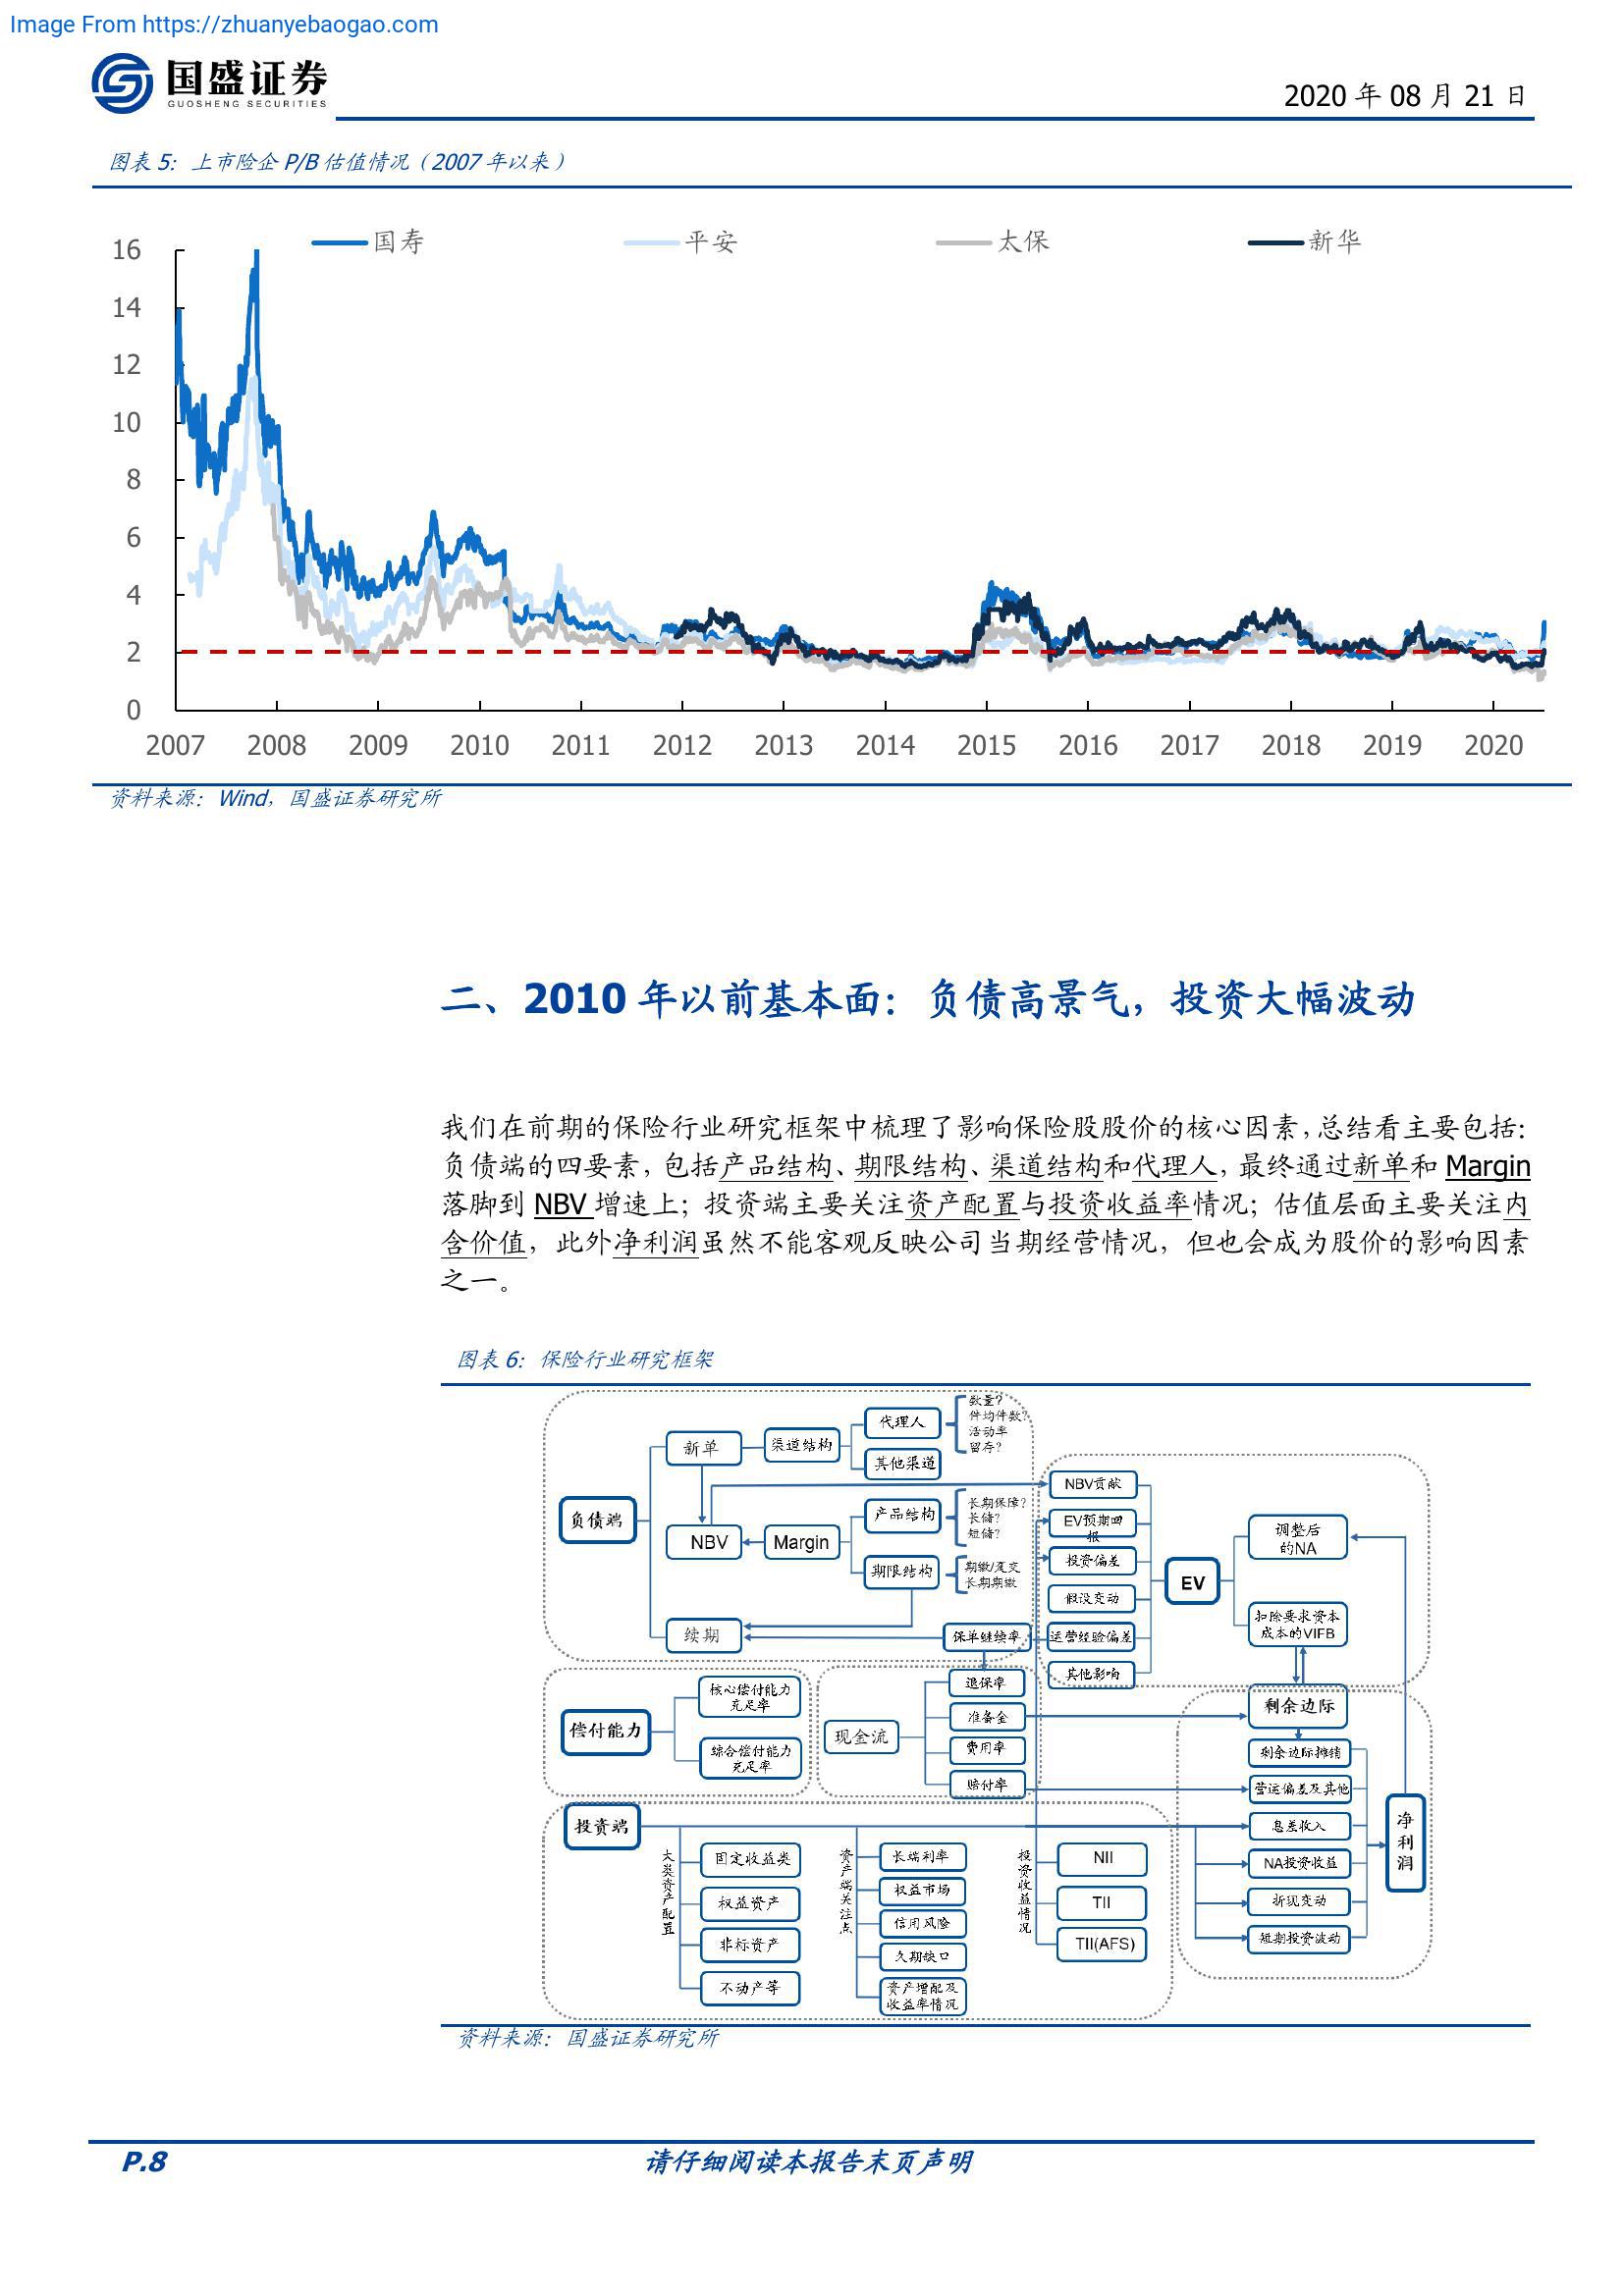 Image From https://zhuanyebaogao.com
国盛证券
GUOSHENG SECURITIES
2020 年 08 月 21 日
图表 5: 上市险企 P/B 估值情况（2007 年以来）
国寿
平安
太保
新华
16
14
12
10
8
6
4
2
0
2007 2008 2009 2010 2011 2012 2013 2014 2015 2016 2017 2018 2019 2020
资料来源：Wind，国盛证券研究所
二、2010 年以前基本面：负债高景气，投资大幅波动
我们在前期的保险行业研究框架中梳理了影响保险股股价的核心因素，总结看主要包括：
负债端的四要素，包括产品结构、期限结构、渠道结构和代理人，最终通过新单和 Margin
落脚到 NBV 增速上；投资端主要关注资产配置与投资收益率情况；估值层面主要关注内
含价值，此外净利润虽然不能客观反映公司当期经营情况，但也会成为股价的影响因素
之一。
图表 6: 保险行业研究框架
负债端
新单
NBV
续期
渠道结构
Margin
代理人
其他渠道
产品结构
期限结构
数量？
件均件数？
活动率
留存？
长期保障？
长储？
短储？
期缴/趸交
长期期缴
保单继续率
NBV贡献
EV预期回
报
投资偏差
假设变动
运营经验偏差
其他影响
EV
调整后
的NA
扣除要求资本
成本的VIFB
偿付能力
核心偿付能力
充足率
综合偿付能力
充足率
现金流
退保率
准备金
费用率
赔付率
剩余边际
剩余边际摊销
营运偏差及其他
息差收入
NA投资收益
折现变动
短期投资波动
净利润
投资端
大类资产配置
固定收益类
权益资产
非标资产
不动产等
资产端关注点
长端利率
权益市场
信用风险
久期缺口
资产增配及
收益率情况
投资收益情况
NII
TII
TII(AFS)
资料来源：国盛证券研究所
P.8
请仔细阅读本报告末页声明